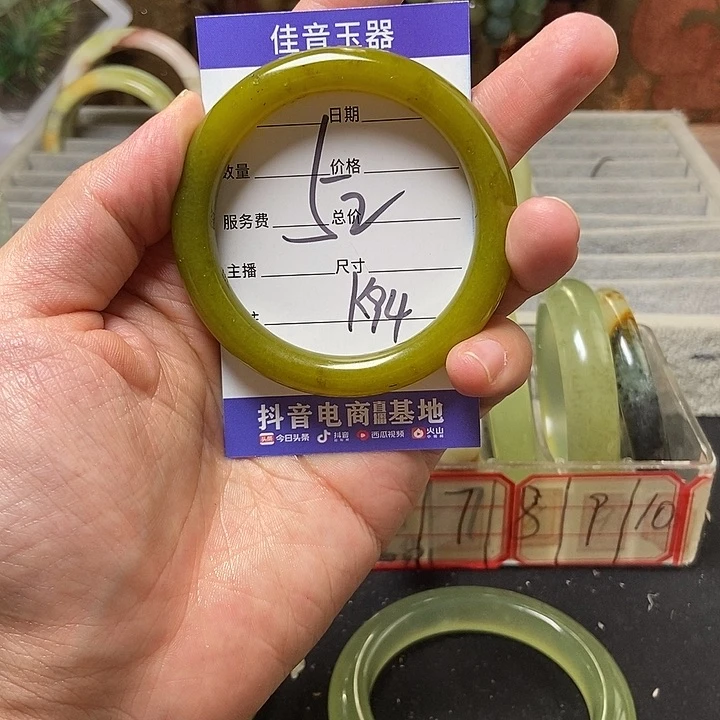 佳音玉器
日期
数量 价格
52
服务费 总价
主播 尺寸
K94
抖音电商直播基地
今日头条 抖音 西瓜视频 火山
7 8 9 10